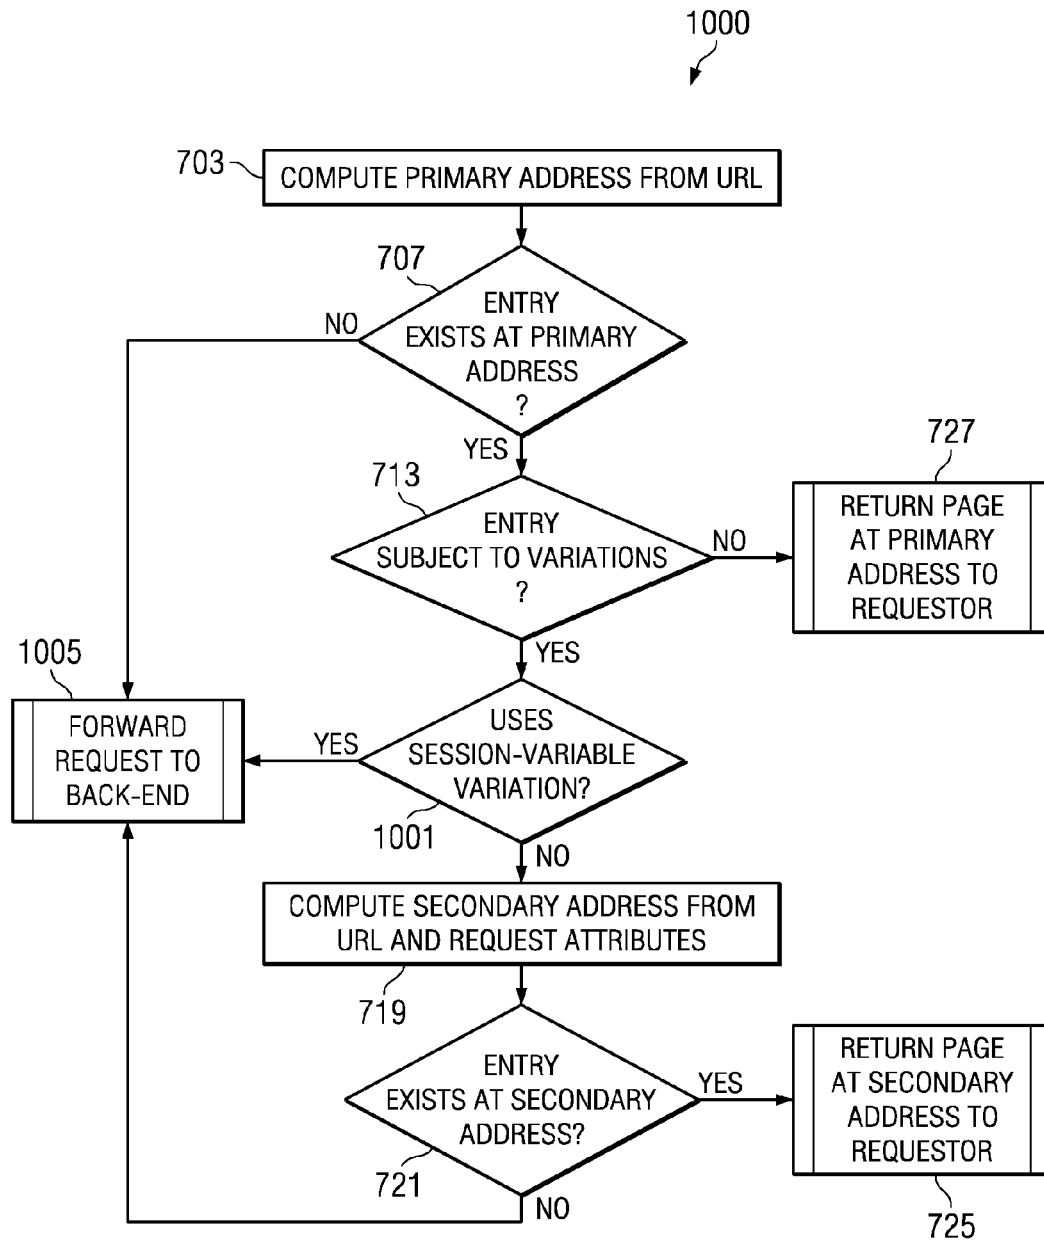 1000
703
COMPUTE PRIMARY ADDRESS FROM URL
707
ENTRY
EXISTS AT PRIMARY
ADDRESS
?
NO
YES
713
ENTRY
SUBJECT TO VARIATIONS
?
NO
727
RETURN PAGE
AT PRIMARY
ADDRESS TO
REQUESTOR
YES
1005
FORWARD
REQUEST TO
BACK-END
YES
USES
SESSION-VARIABLE
VARIATION?
1001
NO
COMPUTE SECONDARY ADDRESS FROM
URL AND REQUEST ATTRIBUTES
719
ENTRY
EXISTS AT SECONDARY
ADDRESS?
721
YES
RETURN PAGE
AT SECONDARY
ADDRESS TO
REQUESTOR
725
NO